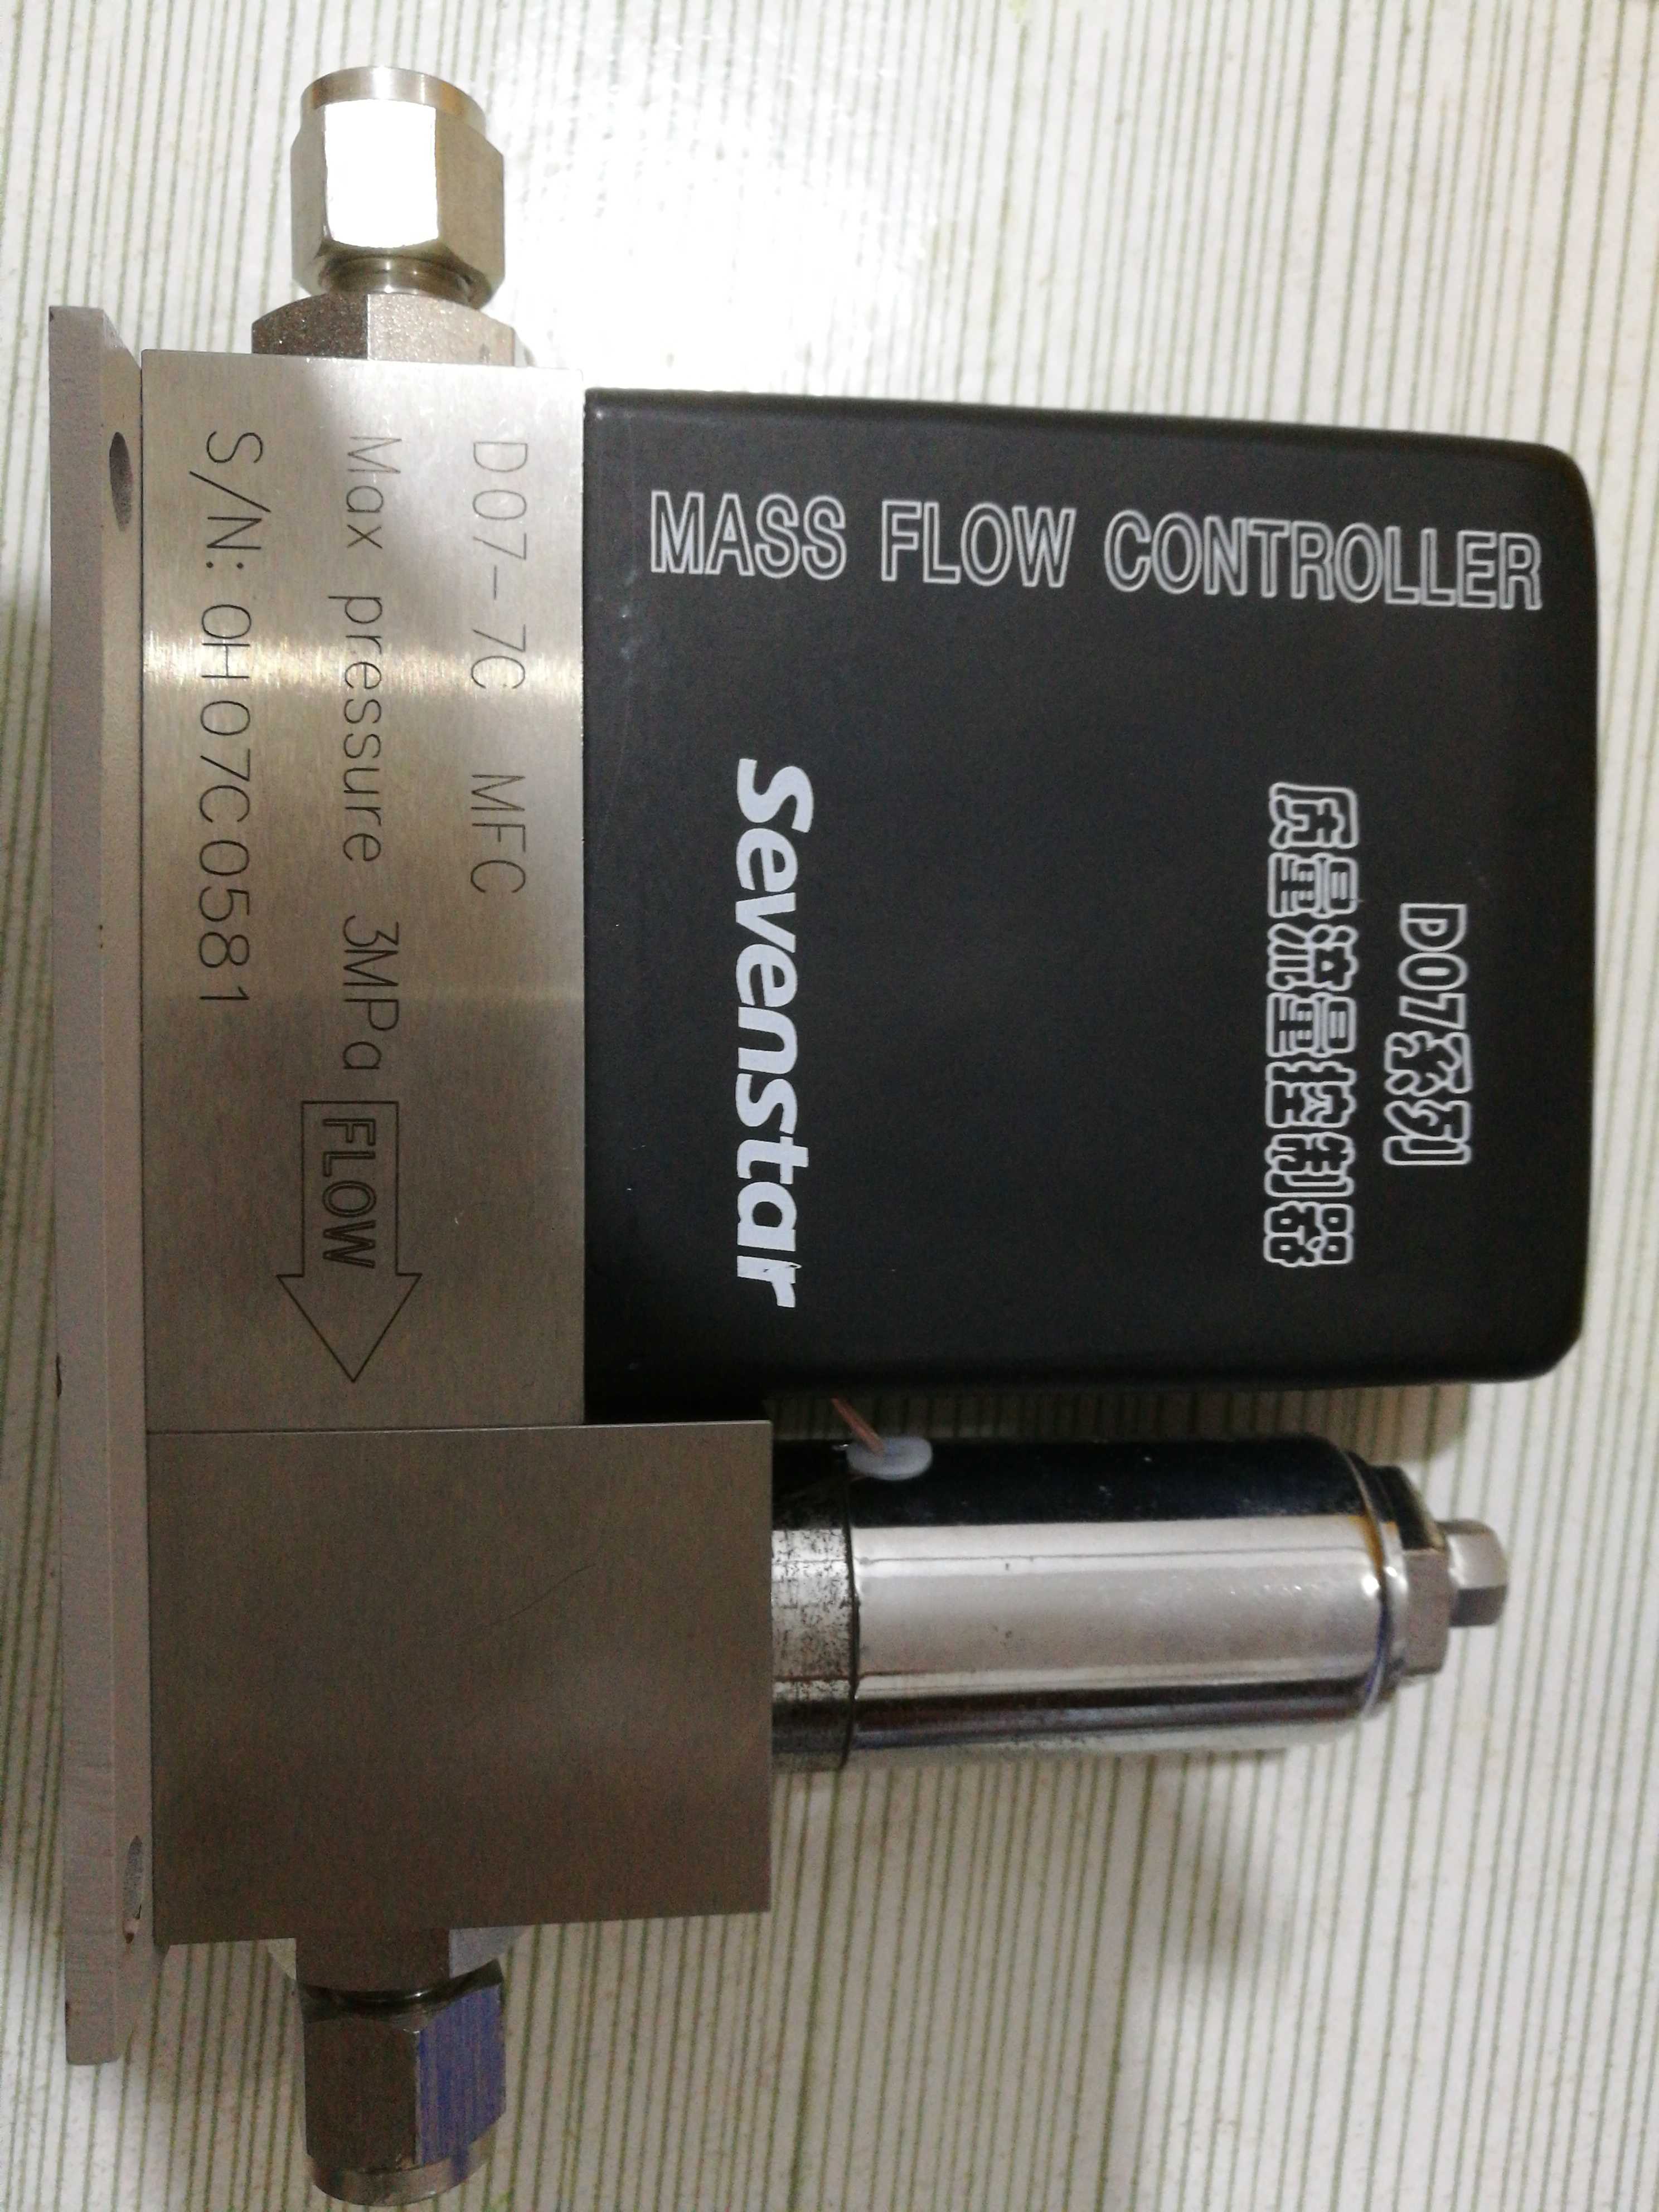 MASS FLOW CONTROLLER
D07系列
质量流量控制器
Sevenstar
D07-7C MFC
Max pressure 3MPa
FLOW
S/N: 0H07C0581